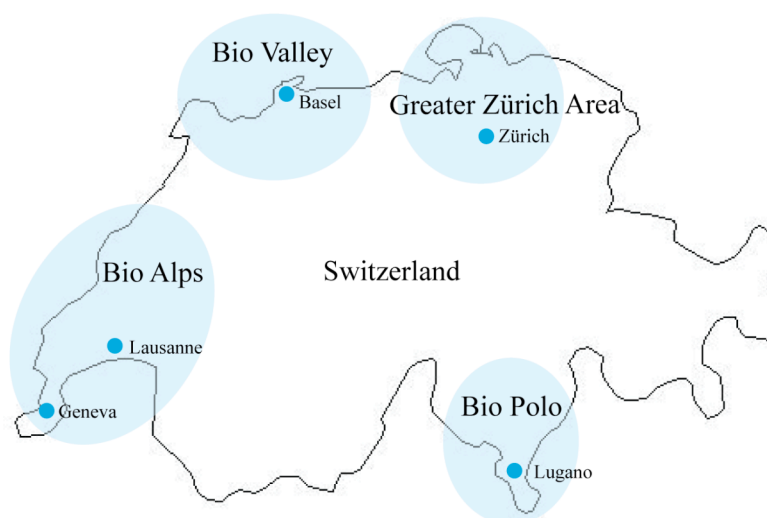 Bio Valley
Basel
Greater Zürich Area
Zürich
Bio Alps
Switzerland
Lausanne
Geneva
Bio Polo
Lugano